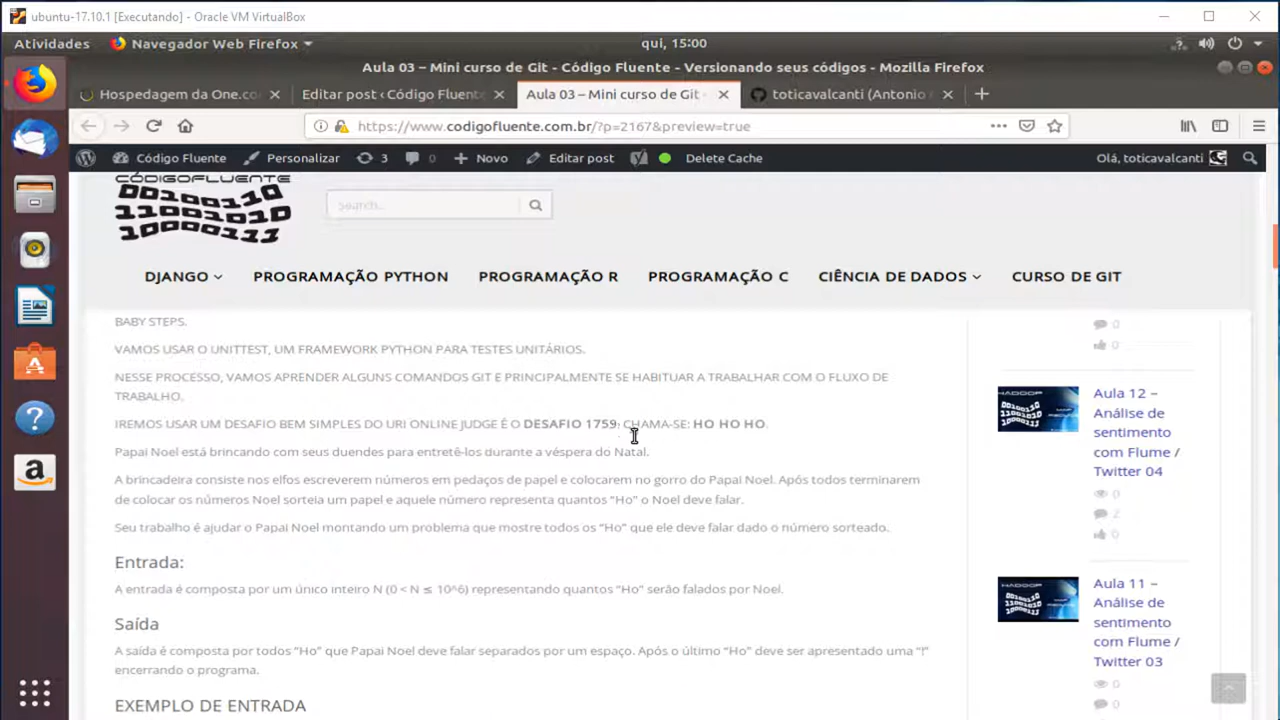 ubuntu-17.10.1 [Executando] - Oracle VM VirtualBox
Atividades Navegador Web Firefox qui, 15:00
Aula 03 – Mini curso de Git - Código Fluente - Versionando seus códigos - Mozilla Firefox
Hospedagem da One.co Editar post ‹ Código Fluente Aula 03 – Mini curso de Git - toticavalcanti (Antonio
https://www.codigofluente.com.br/?p=2167&preview=true
Código Fluente Personalizar 3 0 Novo Editar post Delete Cache Olá, toticavalcanti
CÓDIGOFLUENTE
00100110
11001010
10000111
Search...
DJANGO PROGRAMAÇÃO PYTHON PROGRAMAÇÃO R PROGRAMAÇÃO C CIÊNCIA DE DADOS CURSO DE GIT
BABY STEPS.
VAMOS USAR O UNITTEST, UM FRAMEWORK PYTHON PARA TESTES UNITÁRIOS.
NESSE PROCESSO, VAMOS APRENDER ALGUNS COMANDOS GIT E PRINCIPALMENTE SE HABITUAR A TRABALHAR COM O FLUXO DE
TRABALHO.
IREMOS USAR UM DESAFIO BEM SIMPLES DO URI ONLINE JUDGE É O DESAFIO 1759, CHAMA-SE: HO HO HO.
Papai Noel está brincando com seus duendes para entretê-los durante a véspera do Natal.
A brincadeira consiste nos elfos escreverem números em pedaços de papel e colocarem no gorro do Papai Noel. Após todos terminarem
de colocar os números Noel sorteia um papel e aquele número representa quantos “Ho” o Noel deve falar.
Seu trabalho é ajudar o Papai Noel montando um problema que mostre todos os “Ho” que ele deve falar dado o número sorteado.
Entrada:
A entrada é composta por um único inteiro N (0 < N ≤ 10^6) representando quantos “Ho” serão falados por Noel.
Saída
A saída é composta por todos “Ho” que Papai Noel deve falar separados por um espaço. Após o último “Ho” deve ser apresentado uma “!”
encerrando o programa.
EXEMPLO DE ENTRADA
0
0
HADOOP
Aula 12 –
Análise de
sentimento
com Flume /
Twitter 04
0
2
0
HADOOP
Aula 11 –
Análise de
sentimento
com Flume /
Twitter 03
0
0